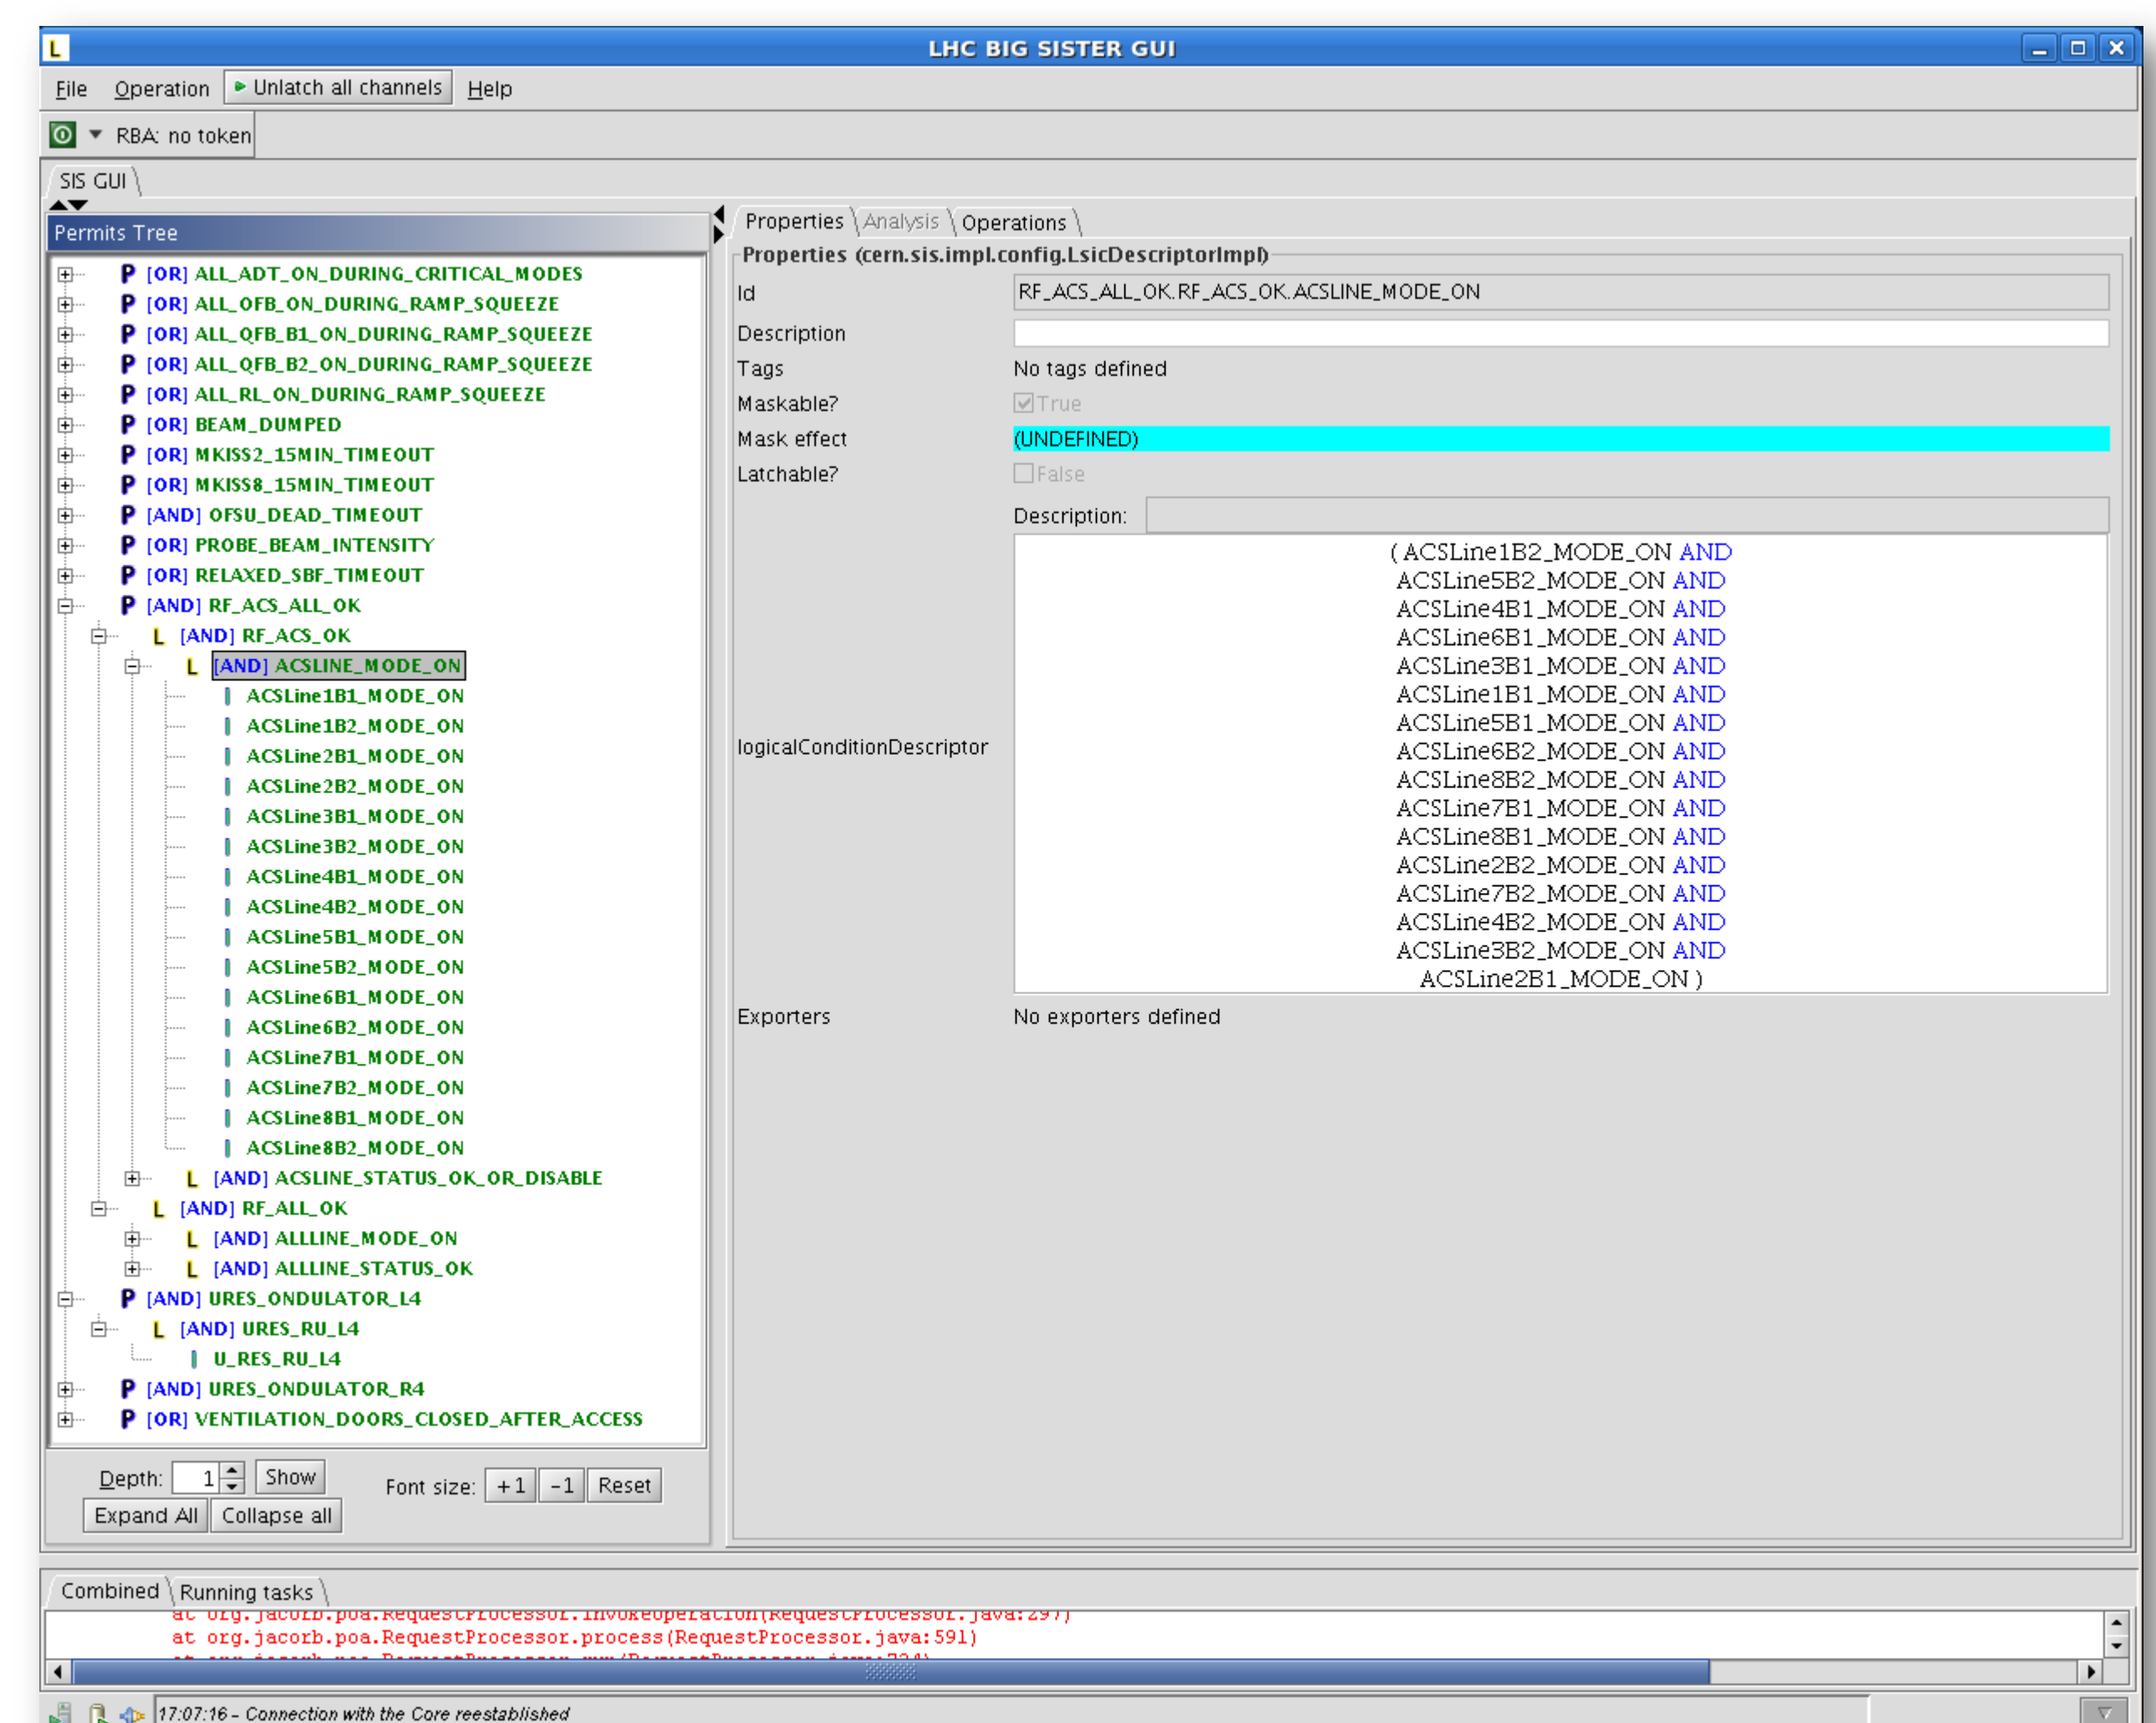 L LHC BIG SISTER GUI
File Operation Unlatch all channels Help
RBA: no token
SIS GUI
Permits Tree
[OR] ALL_ADT_ON_DURING_CRITICAL_MODES
[OR] ALL_OFB_ON_DURING_RAMP_SQUEEZE
[OR] ALL_QFB_B1_ON_DURING_RAMP_SQUEEZE
[OR] ALL_QFB_B2_ON_DURING_RAMP_SQUEEZE
[OR] ALL_RL_ON_DURING_RAMP_SQUEEZE
P [OR] BEAM_DUMPED
P [OR] MKISS2_15MIN_TIMEOUT
P [OR] MKISS8_15MIN_TIMEOUT
P [AND] OFSU_DEAD_TIMEOUT
P [OR] PROBE_BEAM_INTENSITY
P [OR] RELAXED_SBF_TIMEOUT
P [AND] RF_ACS_ALL_OK
L [AND] RF_ACS_OK
L [AND] ACSLINE_MODE_ON
ACSLine1B1_MODE_ON
ACSLine1B2_MODE_ON
ACSLine2B1_MODE_ON
ACSLine2B2_MODE_ON
ACSLine3B1_MODE_ON
ACSLine3B2_MODE_ON
ACSLine4B1_MODE_ON
ACSLine4B2_MODE_ON
ACSLine5B1_MODE_ON
ACSLine5B2_MODE_ON
ACSLine6B1_MODE_ON
ACSLine6B2_MODE_ON
ACSLine7B1_MODE_ON
ACSLine7B2_MODE_ON
ACSLine8B1_MODE_ON
ACSLine8B2_MODE_ON
L [AND] ACSLINE_STATUS_OK_OR_DISABLE
L [AND] RF_ALL_OK
L [AND] ALLLINE_MODE_ON
L [AND] ALLLINE_STATUS_OK
P [AND] URES_ONDULATOR_L4
L [AND] URES_RU_L4
U_RES_RU_L4
P [AND] URES_ONDULATOR_R4
P [OR] VENTILATION_DOORS_CLOSED_AFTER_ACCESS
Depth: 1 Show Font size: +1 -1 Reset
Expand All Collapse all
Properties Analysis Operations
Properties (cern.sis.impl.config.LsicDescriptorImpl)
Id RF_ACS_ALL_OK.RF_ACS_OK.ACSLINE_MODE_ON
Description
Tags No tags defined
Maskable? True
Mask effect (UNDEFINED)
Latchable? False
Description:
logicalConditionDescriptor
( ACSLine1B2_MODE_ON AND
ACSLine5B2_MODE_ON AND
ACSLine4B1_MODE_ON AND
ACSLine6B1_MODE_ON AND
ACSLine3B1_MODE_ON AND
ACSLine1B1_MODE_ON AND
ACSLine5B1_MODE_ON AND
ACSLine6B2_MODE_ON AND
ACSLine8B2_MODE_ON AND
ACSLine7B1_MODE_ON AND
ACSLine8B1_MODE_ON AND
ACSLine2B2_MODE_ON AND
ACSLine7B2_MODE_ON AND
ACSLine4B2_MODE_ON AND
ACSLine3B2_MODE_ON AND
ACSLine2B1_MODE_ON )
Exporters No exporters defined
Combined Running tasks
at org.jacorb.poa.RequestProcessor.invokeOperation(RequestProcessor.java:297)
at org.jacorb.poa.RequestProcessor.process(RequestProcessor.java:591)
17:07:16 - Connection with the Core reestablished